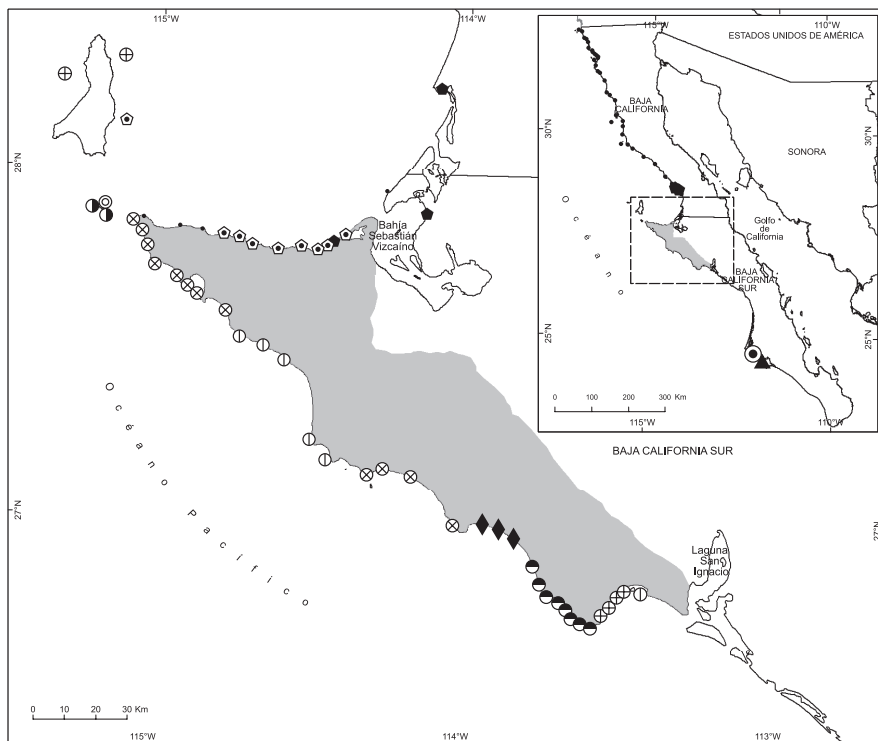 115°W
114°W
28°N
27°N
Bahía
Sebastián
Vizcaíno
Océano Pacífico
BAJA CALIFORNIA SUR
Laguna
San
Ignacio
27°N
0 10 20 30 Km
115°W
114°W
113°W
115°W
110°W
ESTADOS UNIDOS DE AMÉRICA
BAJA
CALIFORNIA
30°N
30°N
SONORA
Golfo
de
California
Océano
BAJA
CALIFORNIA
SUR
25°N
25°N
0 100 200 300 Km
115°W
110°W